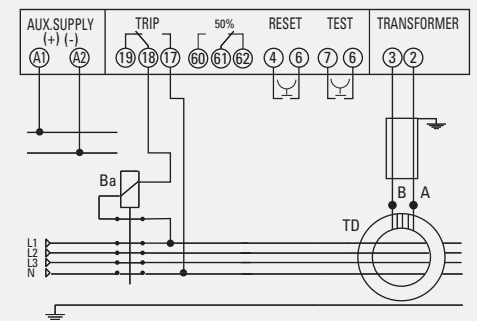 AUX.SUPPLY TRIP 50% RESET TEST TRANSFORMER
(+) (-)
A1 A2 19 18 17 60 61 62 4 6 7 6 3 2
Ba
B A
TD
L1
L2
L3
N